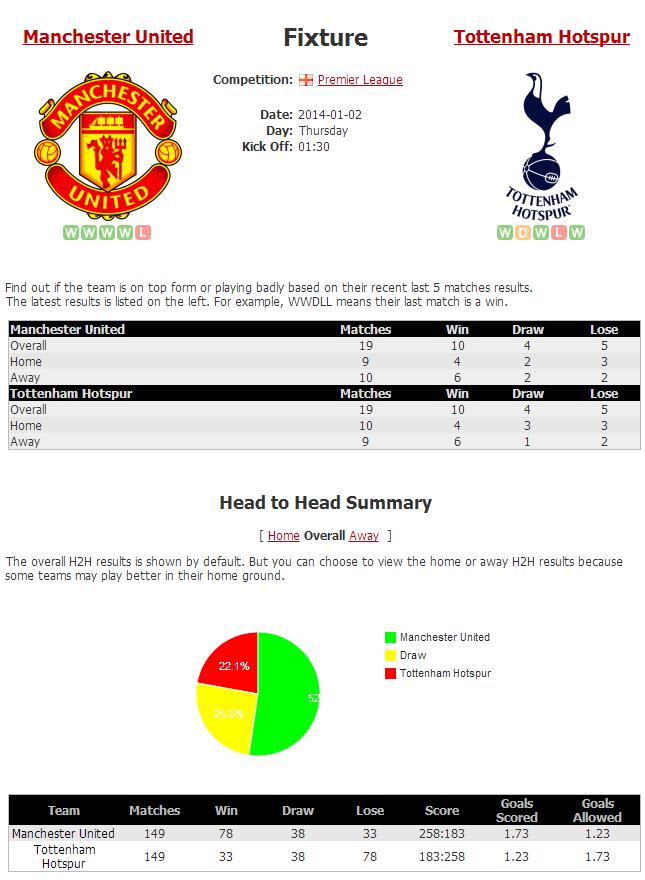 Manchester United
Fixture
Tottenham Hotspur
Competition: Premier League
Date: 2014-01-02
Day: Thursday
Kick Off: 01:30
MANCHESTER
UNITED
TOTTENHAM
HOTSPUR
W W W W L
W D W L W
Find out if the team is on top form or playing badly based on their recent last 5 matches results.
The latest results is listed on the left. For example, WWDLL means their last match is a win.
Manchester United Matches Win Draw Lose
Overall 19 10 4 5
Home 9 4 2 3
Away 10 6 2 2
Tottenham Hotspur Matches Win Draw Lose
Overall 19 10 4 5
Home 10 4 3 3
Away 9 6 1 2
Head to Head Summary
[ Home Overall Away ]
The overall H2H results is shown by default. But you can choose to view the home or away H2H results because
some teams may play better in their home ground.
Manchester United
Draw
Tottenham Hotspur
22.1%
52
25.5%
Team Matches Win Draw Lose Score Goals Scored Goals Allowed
Manchester United 149 78 38 33 258:183 1.73 1.23
Tottenham Hotspur 149 33 38 78 183:258 1.23 1.73